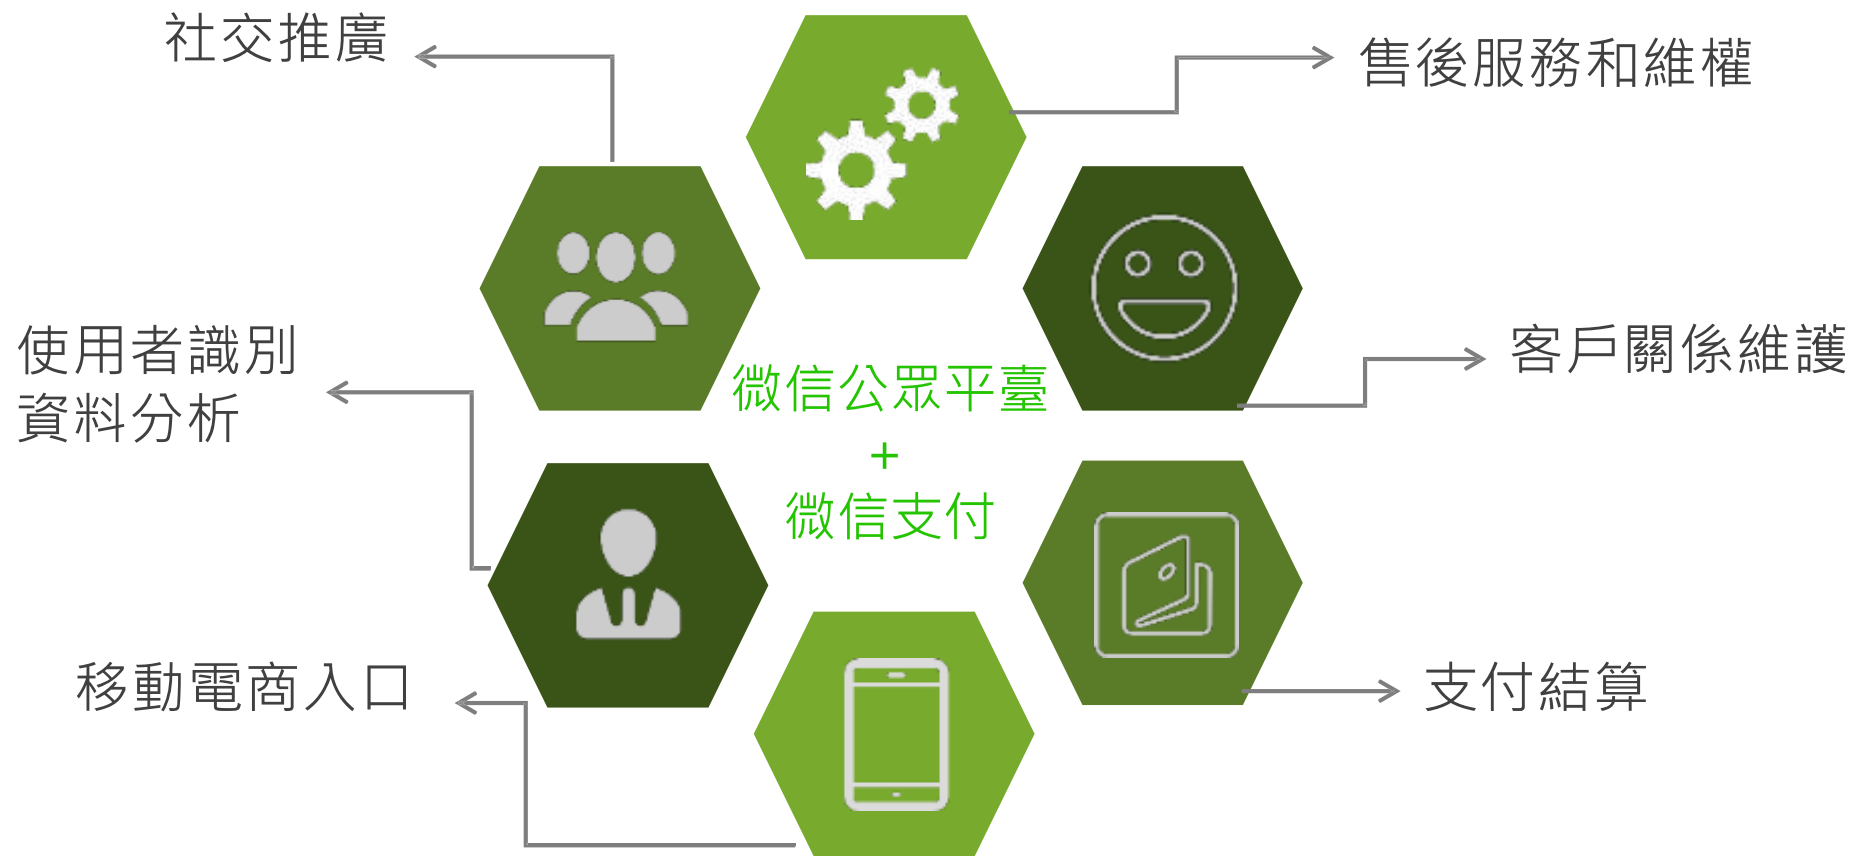 社交推廣
售後服務和維權
使用者識別
資料分析
客戶關係維護
微信公眾平臺
+
微信支付
移動電商入口
支付結算